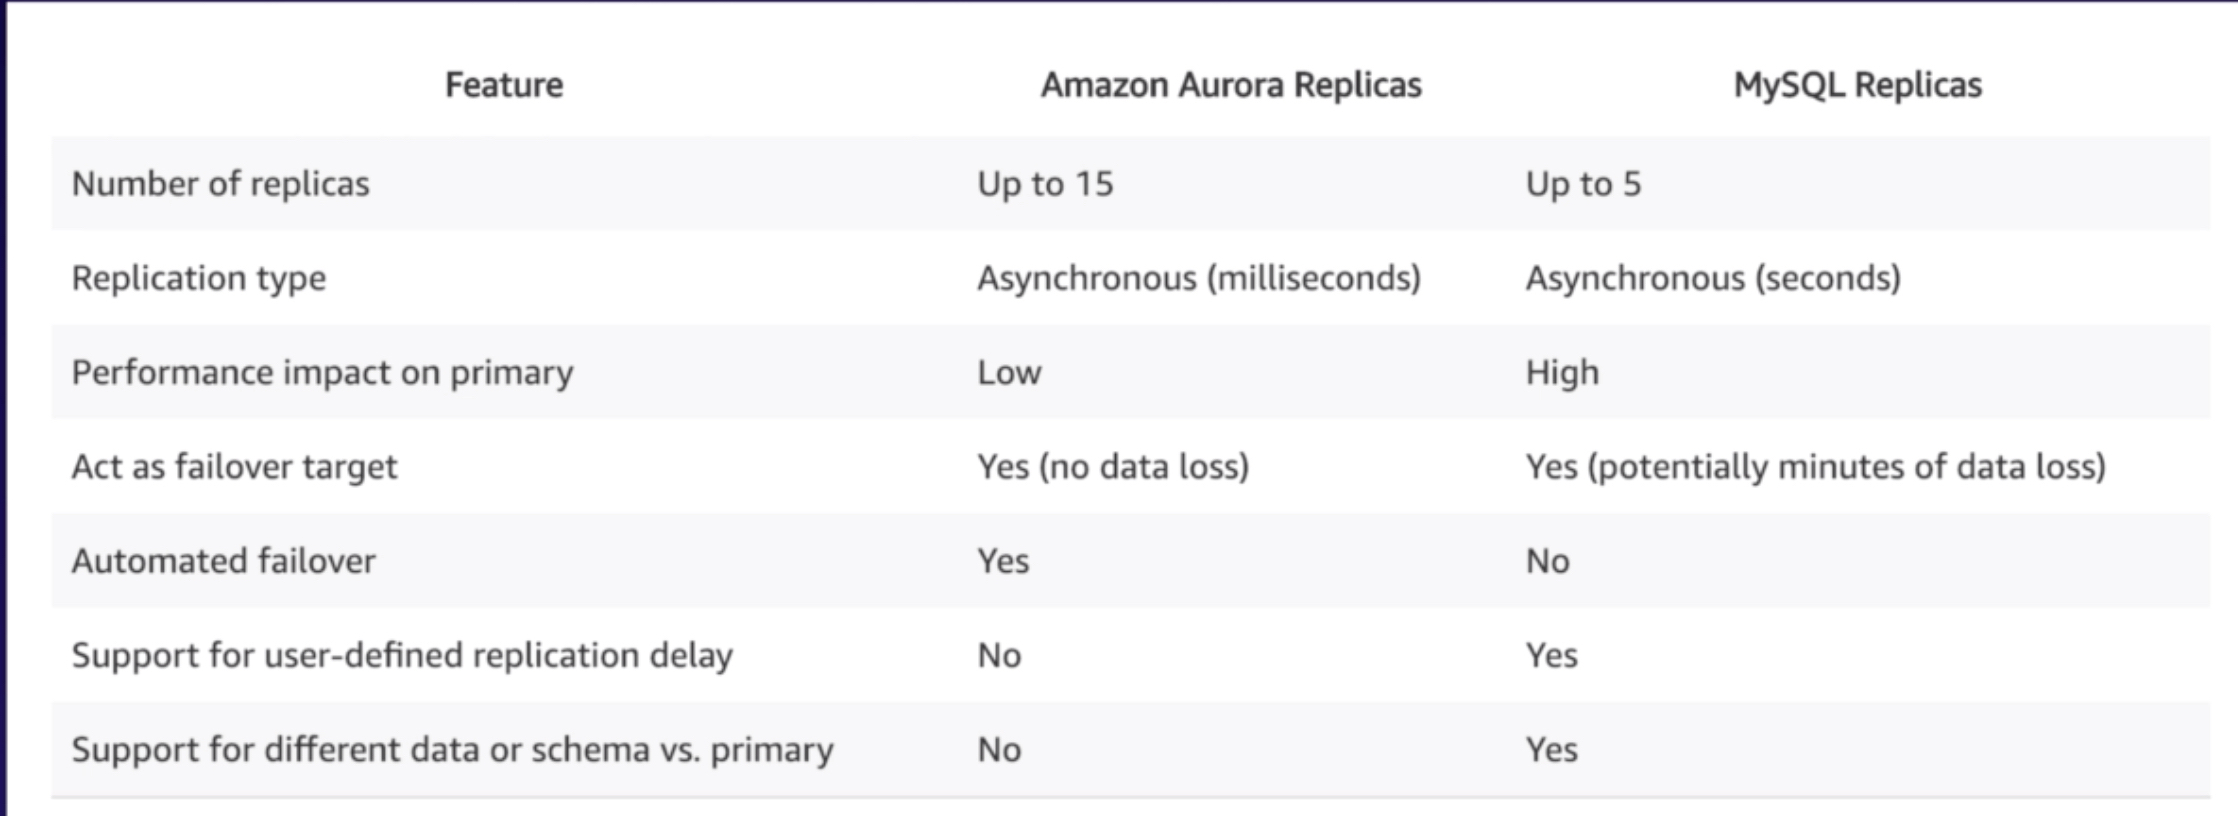 Feature Amazon Aurora Replicas MySQL Replicas
Number of replicas Up to 15 Up to 5
Replication type Asynchronous (milliseconds) Asynchronous (seconds)
Performance impact on primary Low High
Act as failover target Yes (no data loss) Yes (potentially minutes of data loss)
Automated failover Yes No
Support for user-defined replication delay No Yes
Support for different data or schema vs. primary No Yes